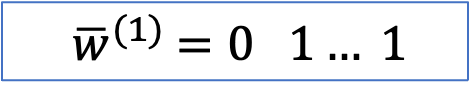 w̅⁽¹⁾ = 0 1 ... 1